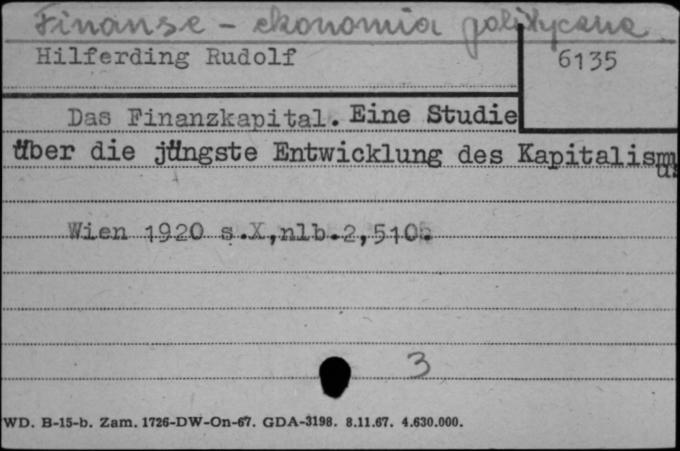 Finanse - ekonomia polityczna
Hilferding Rudolf
6135
Das Finanzkapital. Eine Studie
über die jüngste Entwicklung des Kapitalismus
Wien 1920 s.X,nlb.2,510.
3
WD. B-15-b. Zam. 1726-DW-On-67. GDA-3198. 8.11.67. 4.630.000.